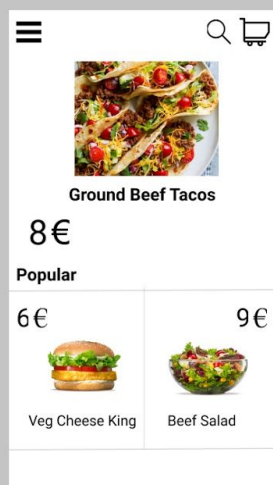 Ground Beef Tacos
8€
Popular
6€
9€
Veg Cheese King
Beef Salad